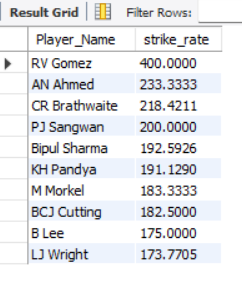 Result Grid Filter Rows:
Player_Name strike_rate
RV Gomez 400.0000
AN Ahmed 233.3333
CR Brathwaite 218.4211
PJ Sangwan 200.0000
Bipul Sharma 192.5926
KH Pandya 191.1290
M Morkel 183.3333
BCJ Cutting 182.5000
B Lee 175.0000
LJ Wright 173.7705